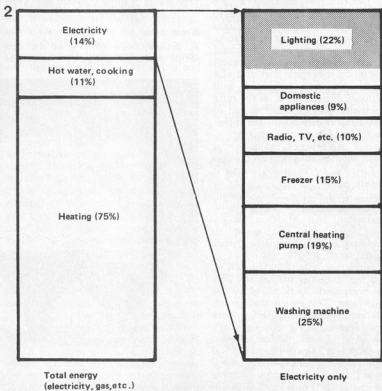 2
Electricity
(14%)
Hot water, cooking
(11%)
Heating (75%)
Total energy
(electricity, gas,etc.)
Lighting (22%)
Domestic
appliances (9%)
Radio, TV, etc. (10%)
Freezer (15%)
Central heating
pump (19%)
Washing machine
(25%)
Electricity only